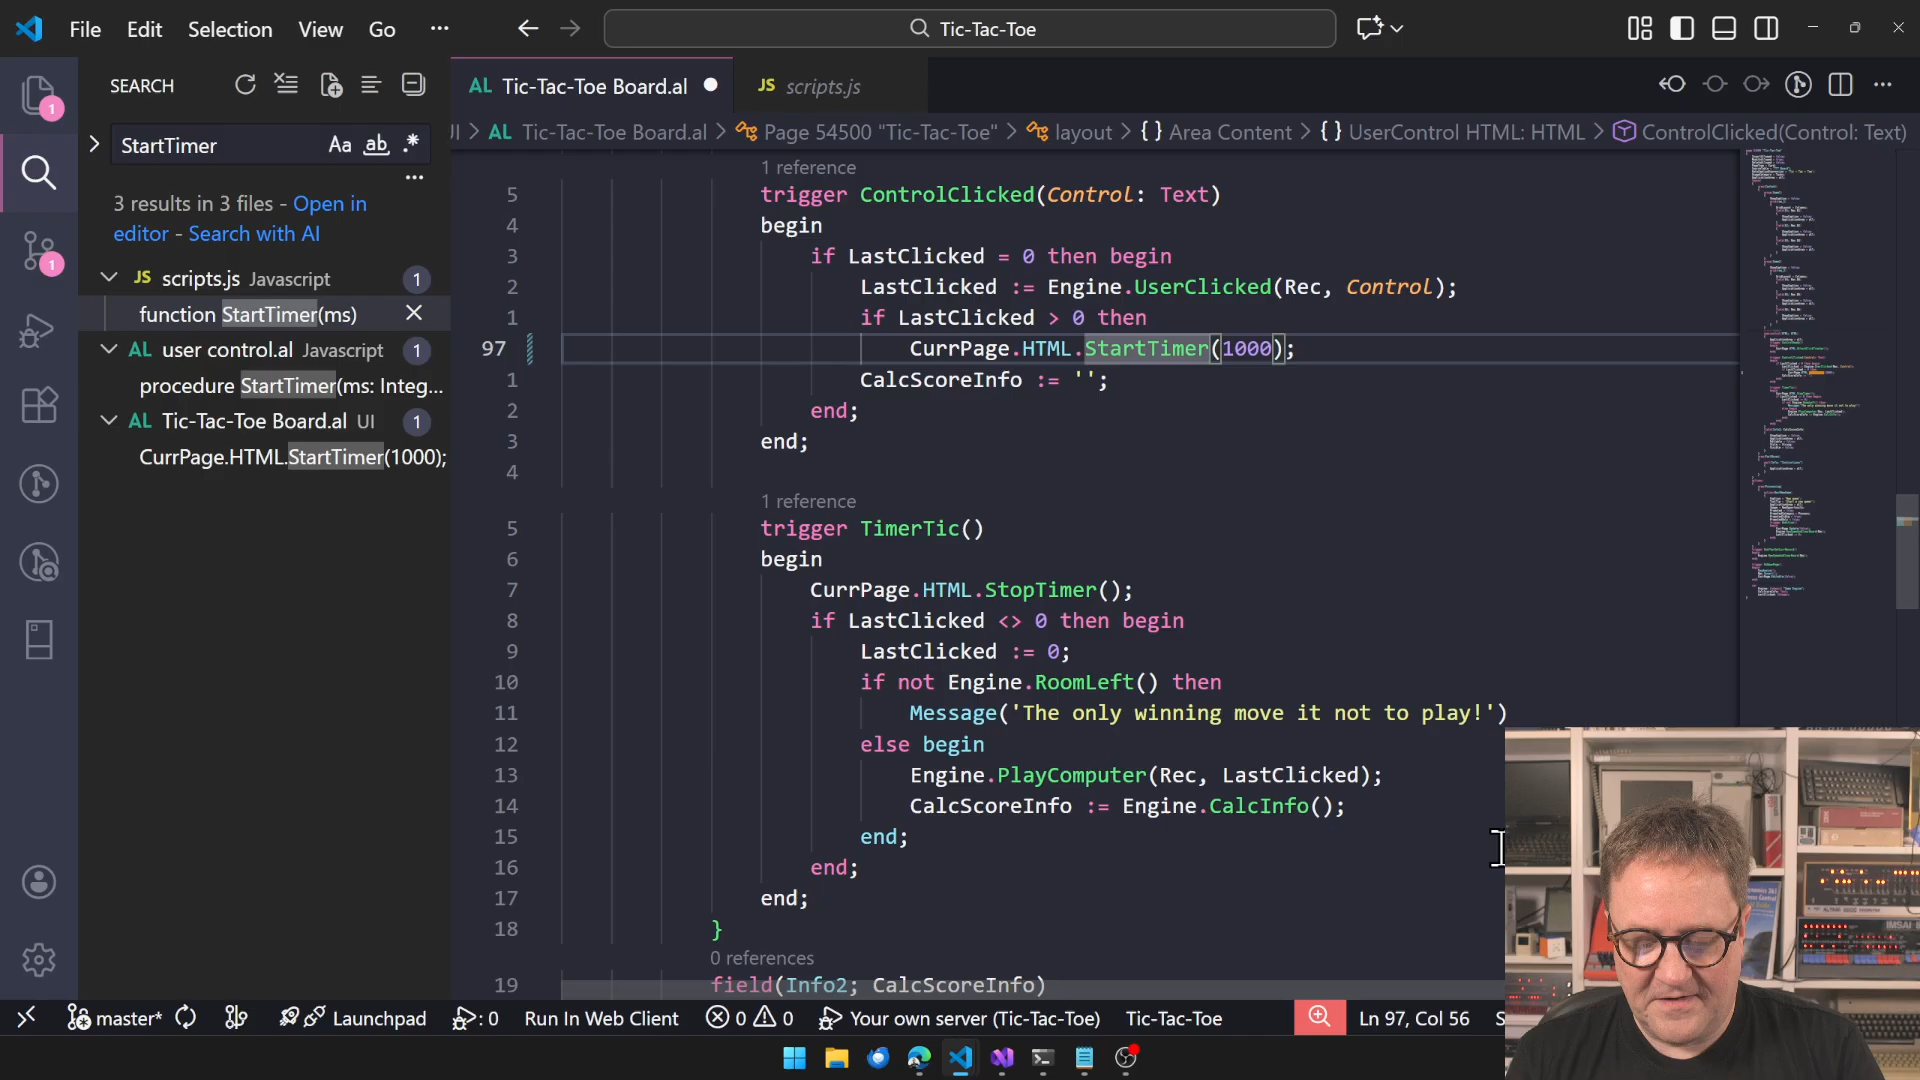 File Edit Selection View Go ··· Tic-Tac-Toe
SEARCH
AL Tic-Tac-Toe Board.al
JS scripts.js
AL Tic-Tac-Toe Board.al > Page 54500 "Tic-Tac-Toe" > layout > { } Area Content > { } UserControl HTML: HTML > ControlClicked(Control: Text)
StartTimer Aa ab .*
3 results in 3 files - Open in
editor - Search with AI
JS scripts.js Javascript 1
function StartTimer(ms)
AL user control.al Javascript 1
procedure StartTimer(ms: Integ...
AL Tic-Tac-Toe Board.al UI 1
CurrPage.HTML.StartTimer(1000);
1 reference
5 trigger ControlClicked(Control: Text)
4 begin
3 if LastClicked = 0 then begin
2 LastClicked := Engine.UserClicked(Rec, Control);
1 if LastClicked > 0 then
97 CurrPage.HTML.StartTimer(1000);
1 CalcScoreInfo := '';
2 end;
3 end;
4
1 reference
5 trigger TimerTic()
6 begin
7 CurrPage.HTML.StopTimer();
8 if LastClicked <> 0 then begin
9 LastClicked := 0;
10 if not Engine.RoomLeft() then
11 Message('The only winning move it not to play!')
12 else begin
13 Engine.PlayComputer(Rec, LastClicked);
14 CalcScoreInfo := Engine.CalcInfo();
15 end;
16 end;
17 end;
18 }
0 references
19 field(Info2; CalcScoreInfo)
1
1
master* Launchpad : 0 Run In Web Client 0 0 Your own server (Tic-Tac-Toe) Tic-Tac-Toe Ln 97, Col 56
IMSAI